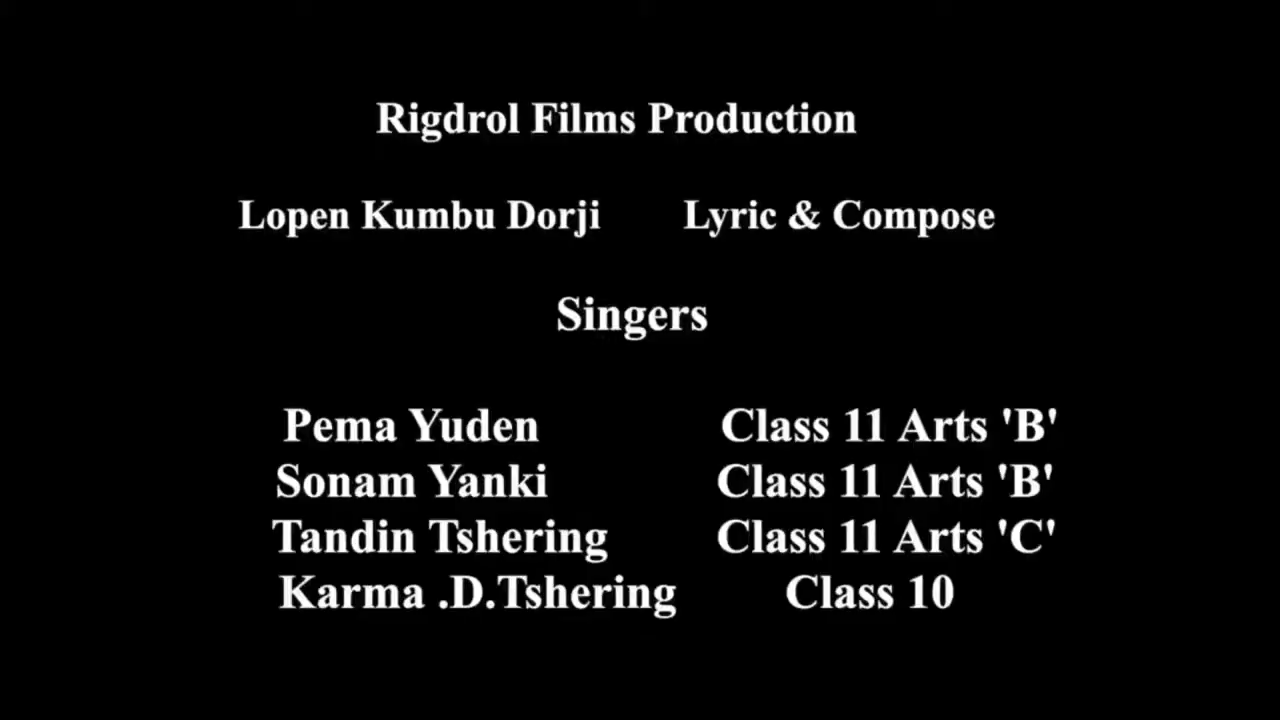 Rigdrol Films Production
Lopen Kumbu Dorji Lyric & Compose
Singers
Pema Yuden Class 11 Arts 'B'
Sonam Yanki Class 11 Arts 'B'
Tandin Tshering Class 11 Arts 'C'
Karma .D.Tshering Class 10